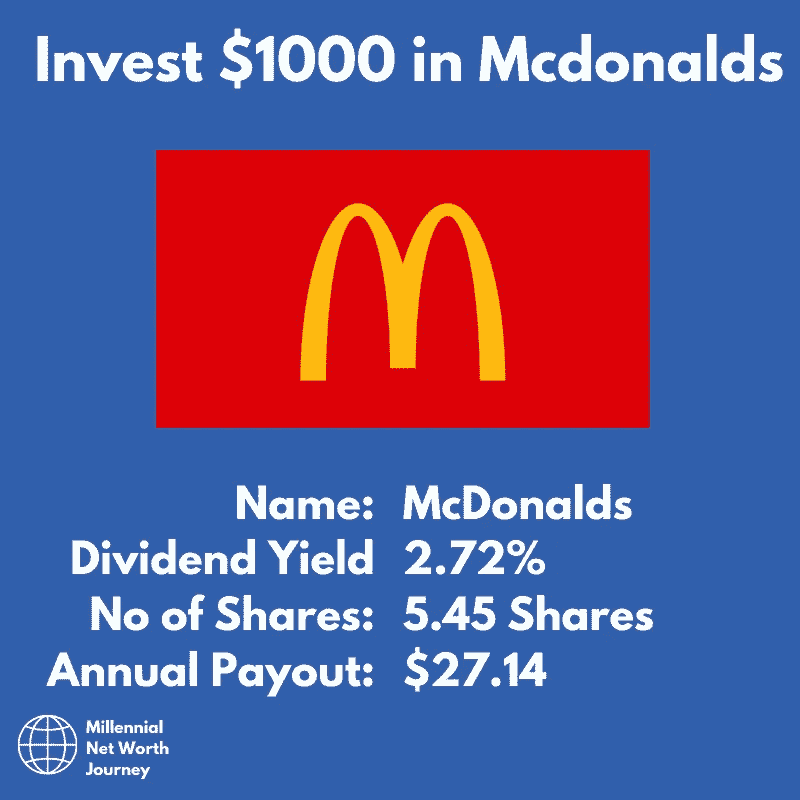 Invest $1000 in Mcdonalds
Name: McDonalds
Dividend Yield 2.72%
No of Shares: 5.45 Shares
Annual Payout: $27.14
Millennial
Net Worth
Journey